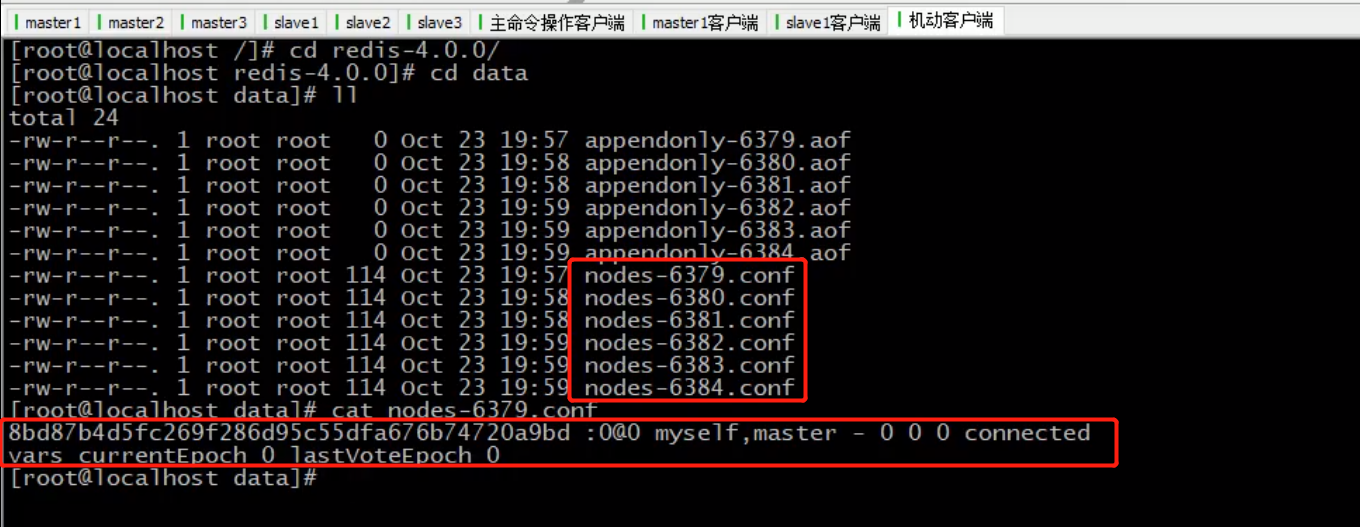 master1 master2 master3 slave1 slave2 slave3 主命令操作客户端 master1客户端 slave1客户端 机动客户端
[root@localhost /]# cd redis-4.0.0/
[root@localhost redis-4.0.0]# cd data
[root@localhost data]# ll
total 24
-rw-r--r--. 1 root root   0 Oct 23 19:57 appendonly-6379.aof
-rw-r--r--. 1 root root   0 Oct 23 19:58 appendonly-6380.aof
-rw-r--r--. 1 root root   0 Oct 23 19:58 appendonly-6381.aof
-rw-r--r--. 1 root root   0 Oct 23 19:59 appendonly-6382.aof
-rw-r--r--. 1 root root   0 Oct 23 19:59 appendonly-6383.aof
-rw-r--r--. 1 root root   0 Oct 23 19:59 appendonly-6384.aof
-rw-r--r--. 1 root root 114 Oct 23 19:57 nodes-6379.conf
-rw-r--r--. 1 root root 114 Oct 23 19:58 nodes-6380.conf
-rw-r--r--. 1 root root 114 Oct 23 19:58 nodes-6381.conf
-rw-r--r--. 1 root root 114 Oct 23 19:59 nodes-6382.conf
-rw-r--r--. 1 root root 114 Oct 23 19:59 nodes-6383.conf
-rw-r--r--. 1 root root 114 Oct 23 19:59 nodes-6384.conf
[root@localhost data]# cat nodes-6379.conf
8bd87b4d5fc269f286d95c55dfa676b74720a9bd :0@0 myself,master - 0 0 0 connected
vars currentEpoch 0 lastVoteEpoch 0
[root@localhost data]#